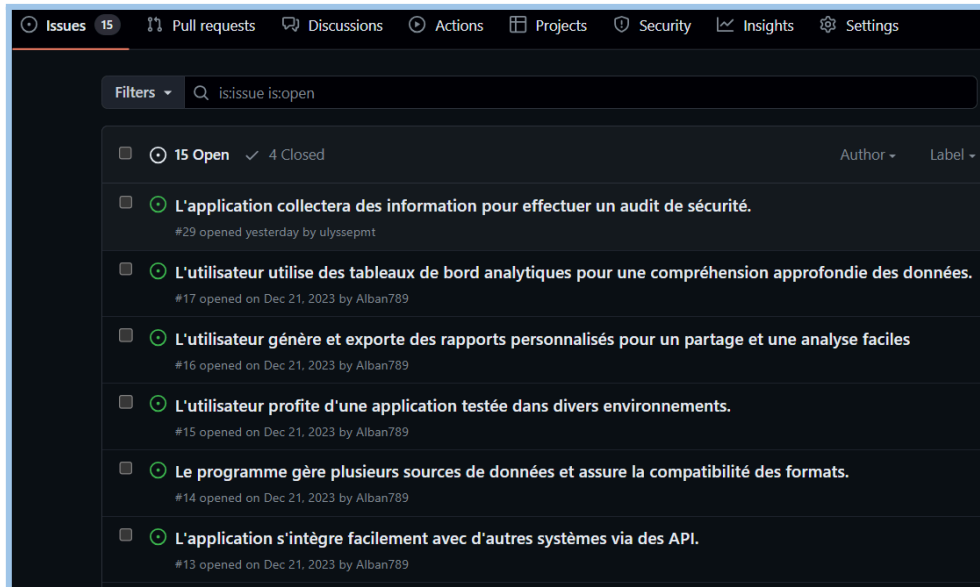 Issues 15 Pull requests Discussions Actions Projects Security Insights Settings
Filters is:issue is:open
15 Open 4 Closed Author Label
L'application collectera des information pour effectuer un audit de sécurité.
#29 opened yesterday by ulyssepmt
L'utilisateur utilise des tableaux de bord analytiques pour une compréhension approfondie des données.
#17 opened on Dec 21, 2023 by Alban789
L'utilisateur génère et exporte des rapports personnalisés pour un partage et une analyse faciles
#16 opened on Dec 21, 2023 by Alban789
L'utilisateur profite d'une application testée dans divers environnements.
#15 opened on Dec 21, 2023 by Alban789
Le programme gère plusieurs sources de données et assure la compatibilité des formats.
#14 opened on Dec 21, 2023 by Alban789
L'application s'intègre facilement avec d'autres systèmes via des API.
#13 opened on Dec 21, 2023 by Alban789